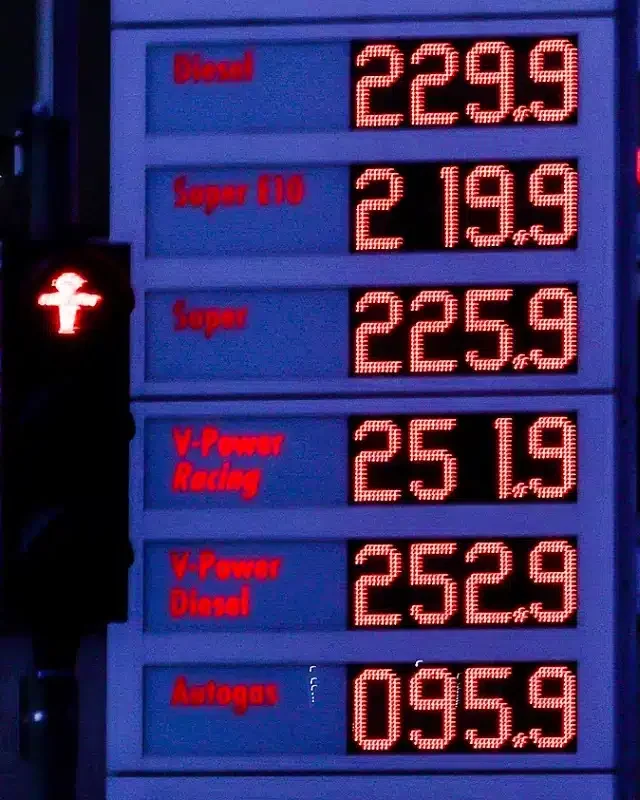 Diesel 229.9
Super E10 219.9
Super 225.9
V-Power
Racing 251.9
V-Power
Diesel 252.9
Autogas 095.9